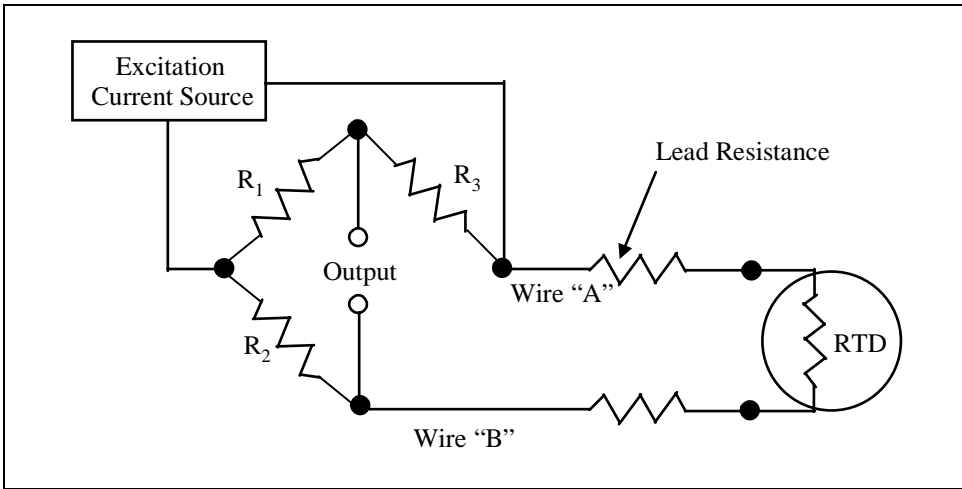 Excitation
Current Source
Lead Resistance
R1
R3
Output
Wire “A”
R2
RTD
Wire “B”